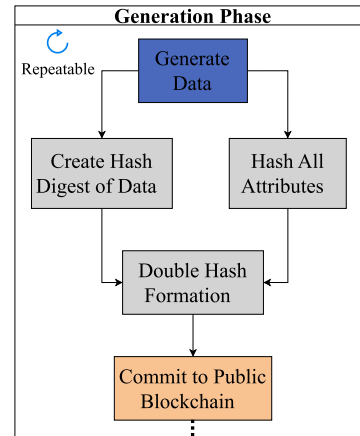 Generation Phase
Repeatable
Generate
Data
Create Hash
Digest of Data
Hash All
Attributes
Double Hash
Formation
Commit to Public
Blockchain